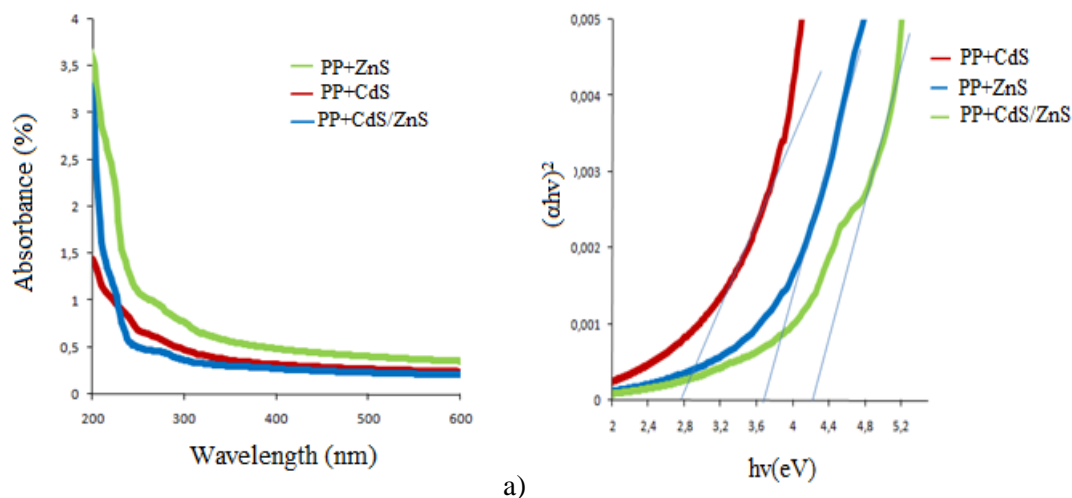 4
3,5
3
2,5
2
1,5
1
0,5
0
200
300
400
500
600
Absorbance (%)
Wavelength (nm)
PP+ZnS
PP+CdS
PP+CdS/ZnS
0,005
0,004
0,003
0,002
0,001
0
2
2,4
2,8
3,2
3,6
4
4,4
4,8
5,2
(αhν)²
hν(eV)
PP+CdS
PP+ZnS
PP+CdS/ZnS
a)